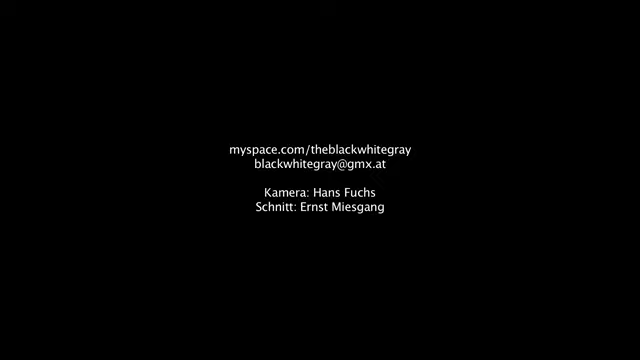 myspace.com/theblackwhitegray
blackwhitegray@gmx.at
Kamera: Hans Fuchs
Schnitt: Ernst Miesgang